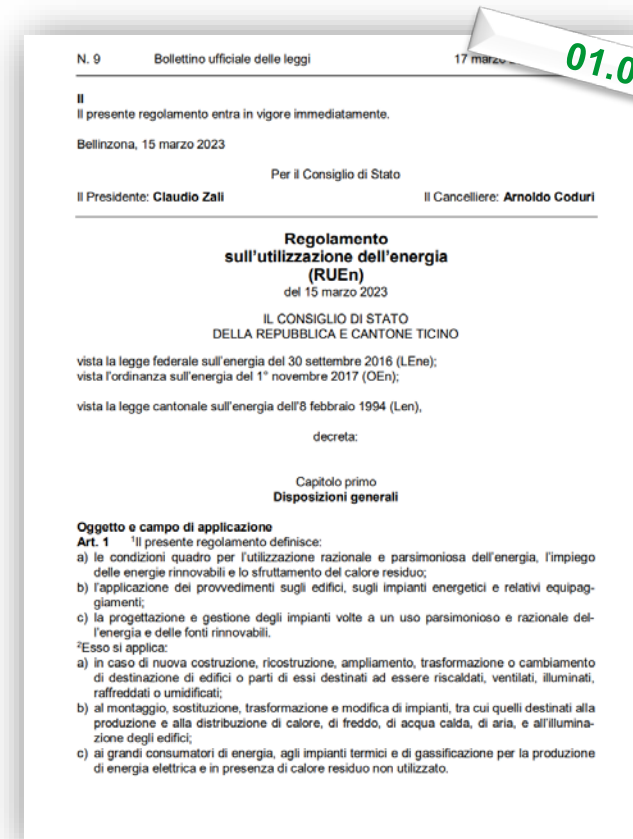 N. 9 Bollettino ufficiale delle leggi 17 marzo
01.0
II
Il presente regolamento entra in vigore immediatamente.
Bellinzona, 15 marzo 2023
Per il Consiglio di Stato
Il Presidente: Claudio Zali Il Cancelliere: Arnoldo Coduri
Regolamento
sull'utilizzazione dell'energia
(RUEn)
del 15 marzo 2023
IL CONSIGLIO DI STATO
DELLA REPUBBLICA E CANTONE TICINO
vista la legge federale sull'energia del 30 settembre 2016 (LEne);
vista l'ordinanza sull'energia del 1° novembre 2017 (OEn);
vista la legge cantonale sull'energia dell'8 febbraio 1994 (Len),
decreta:
Capitolo primo
Disposizioni generali
Oggetto e campo di applicazione
Art. 1 ¹Il presente regolamento definisce:
a) le condizioni quadro per l'utilizzazione razionale e parsimoniosa dell'energia, l'impiego
delle energie rinnovabili e lo sfruttamento del calore residuo;
b) l'applicazione dei provvedimenti sugli edifici, sugli impianti energetici e relativi equipag-
giamenti;
c) la progettazione e gestione degli impianti volte a un uso parsimonioso e razionale del-
l'energia e delle fonti rinnovabili.
²Esso si applica:
a) in caso di nuova costruzione, ricostruzione, ampliamento, trasformazione o cambiamento
di destinazione di edifici o parti di essi destinati ad essere riscaldati, ventilati, illuminati,
raffreddati o umidificati;
b) al montaggio, sostituzione, trasformazione e modifica di impianti, tra cui quelli destinati alla
produzione e alla distribuzione di calore, di freddo, di acqua calda, di aria, e all'illumina-
zione degli edifici;
c) ai grandi consumatori di energia, agli impianti termici e di gassificazione per la produzione
di energia elettrica e in presenza di calore residuo non utilizzato.